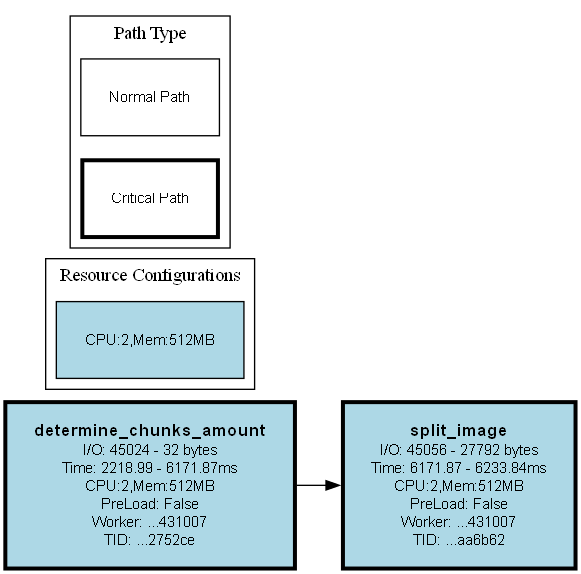 Path Type
Normal Path
Critical Path
Resource Configurations
CPU:2,Mem:512MB
determine_chunks_amount
I/O: 45024 - 32 bytes
Time: 2218.99 - 6171.87ms
CPU:2,Mem:512MB
PreLoad: False
Worker: ...431007
TID: ...2752ce
split_image
I/O: 45056 - 27792 bytes
Time: 6171.87 - 6233.84ms
CPU:2,Mem:512MB
PreLoad: False
Worker: ...431007
TID: ...aa6b62